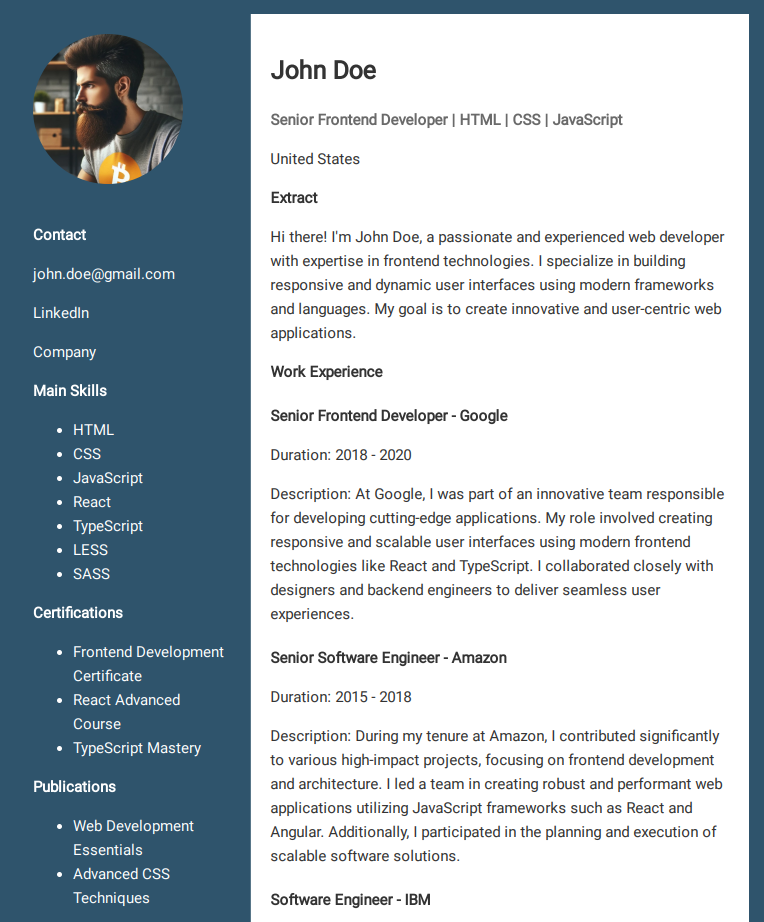 Contact
john.doe@gmail.com
LinkedIn
Company
Main Skills
HTML
CSS
JavaScript
React
TypeScript
LESS
SASS
Certifications
Frontend Development
Certificate
React Advanced
Course
TypeScript Mastery
Publications
Web Development
Essentials
Advanced CSS
Techniques
John Doe
Senior Frontend Developer | HTML | CSS | JavaScript
United States
Extract
Hi there! I'm John Doe, a passionate and experienced web developer
with expertise in frontend technologies. I specialize in building
responsive and dynamic user interfaces using modern frameworks
and languages. My goal is to create innovative and user-centric web
applications.
Work Experience
Senior Frontend Developer - Google
Duration: 2018 - 2020
Description: At Google, I was part of an innovative team responsible
for developing cutting-edge applications. My role involved creating
responsive and scalable user interfaces using modern frontend
technologies like React and TypeScript. I collaborated closely with
designers and backend engineers to deliver seamless user
experiences.
Senior Software Engineer - Amazon
Duration: 2015 - 2018
Description: During my tenure at Amazon, I contributed significantly
to various high-impact projects, focusing on frontend development
and architecture. I led a team in creating robust and performant web
applications utilizing JavaScript frameworks such as React and
Angular. Additionally, I participated in the planning and execution of
scalable software solutions.
Software Engineer - IBM